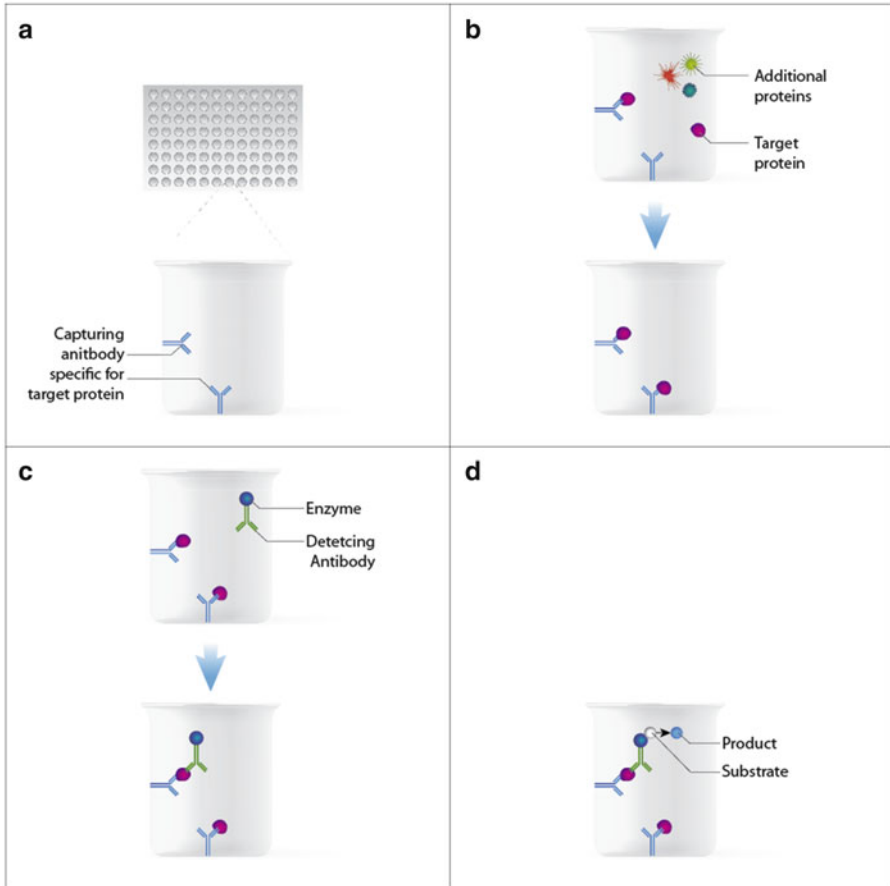 a
Capturing
anitbody
specific for
target protein
b
Additional
proteins
Target
protein
c
Enzyme
Detetcing
Antibody
d
Product
Substrate